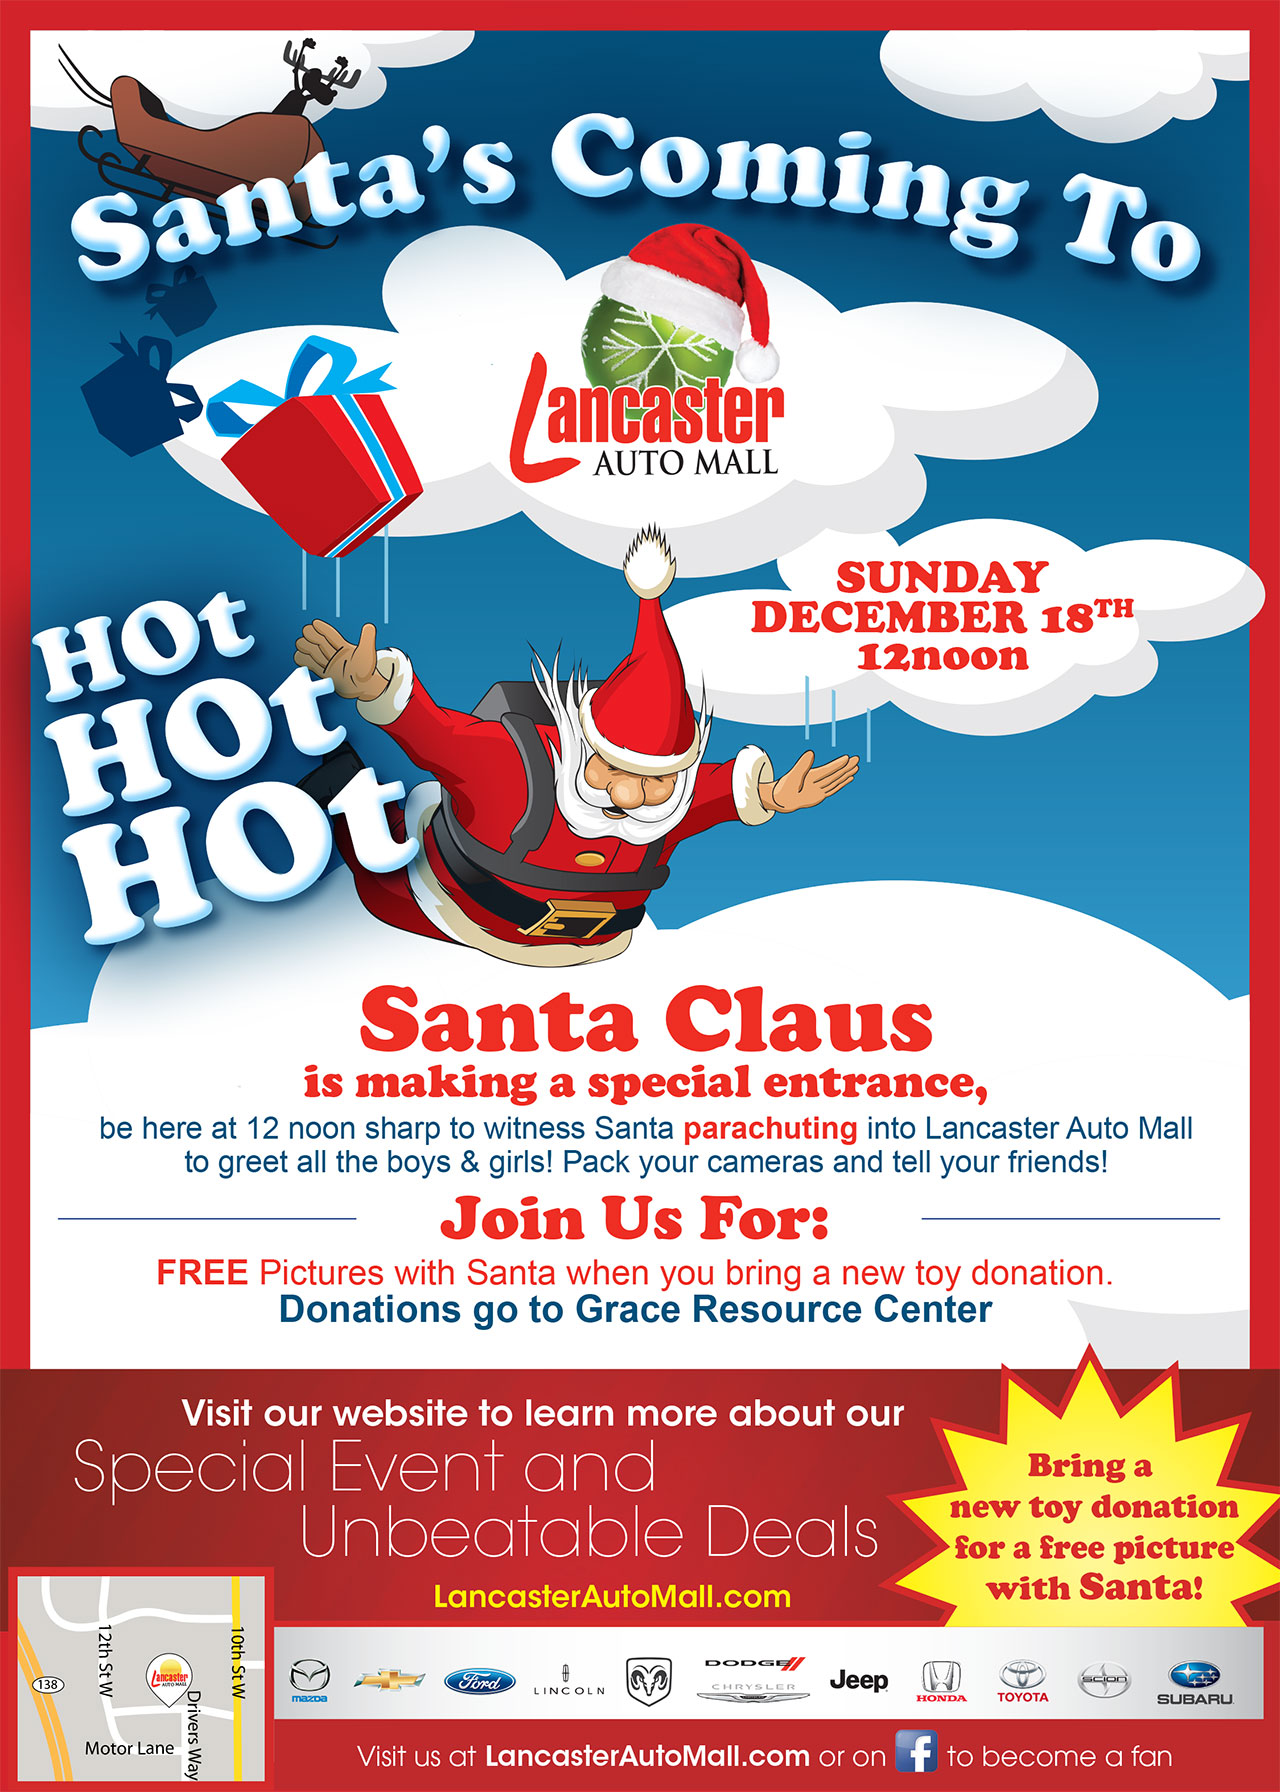 Santa's Coming To
Lancaster
AUTO MALL
SUNDAY
DECEMBER 18TH
12noon
HOt
HOt
HOt
Santa Claus
is making a special entrance,
be here at 12 noon sharp to witness Santa parachuting into Lancaster Auto Mall
to greet all the boys & girls! Pack your cameras and tell your friends!
Join Us For:
FREE Pictures with Santa when you bring a new toy donation.
Donations go to Grace Resource Center
Visit our website to learn more about our
Special Event and
Unbeatable Deals
LancasterAutoMall.com
Bring a
new toy donation
for a free picture
with Santa!
138
12th St W
Lancaster
AUTO MALL
Drivers Way
10th St W
Motor Lane
mazda
Ford
LINCOLN
DODGE
CHRYSLER
Jeep
HONDA
TOYOTA
SCION
SUBARU
Visit us at LancasterAutoMall.com or on f to become a fan